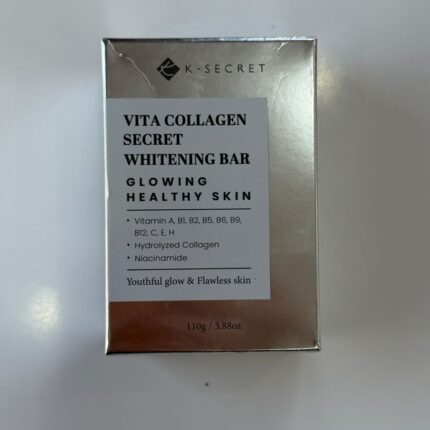 K-SECRET
VITA COLLAGEN
SECRET
WHITENING BAR
GLOWING
HEALTHY SKIN
• Vitamin A, B1, B2, B5, B6, B9,
B12, C, E, H
• Hydrolyzed Collagen
• Niacinamide
Youthful glow & Flawless skin
110g / 3.88oz